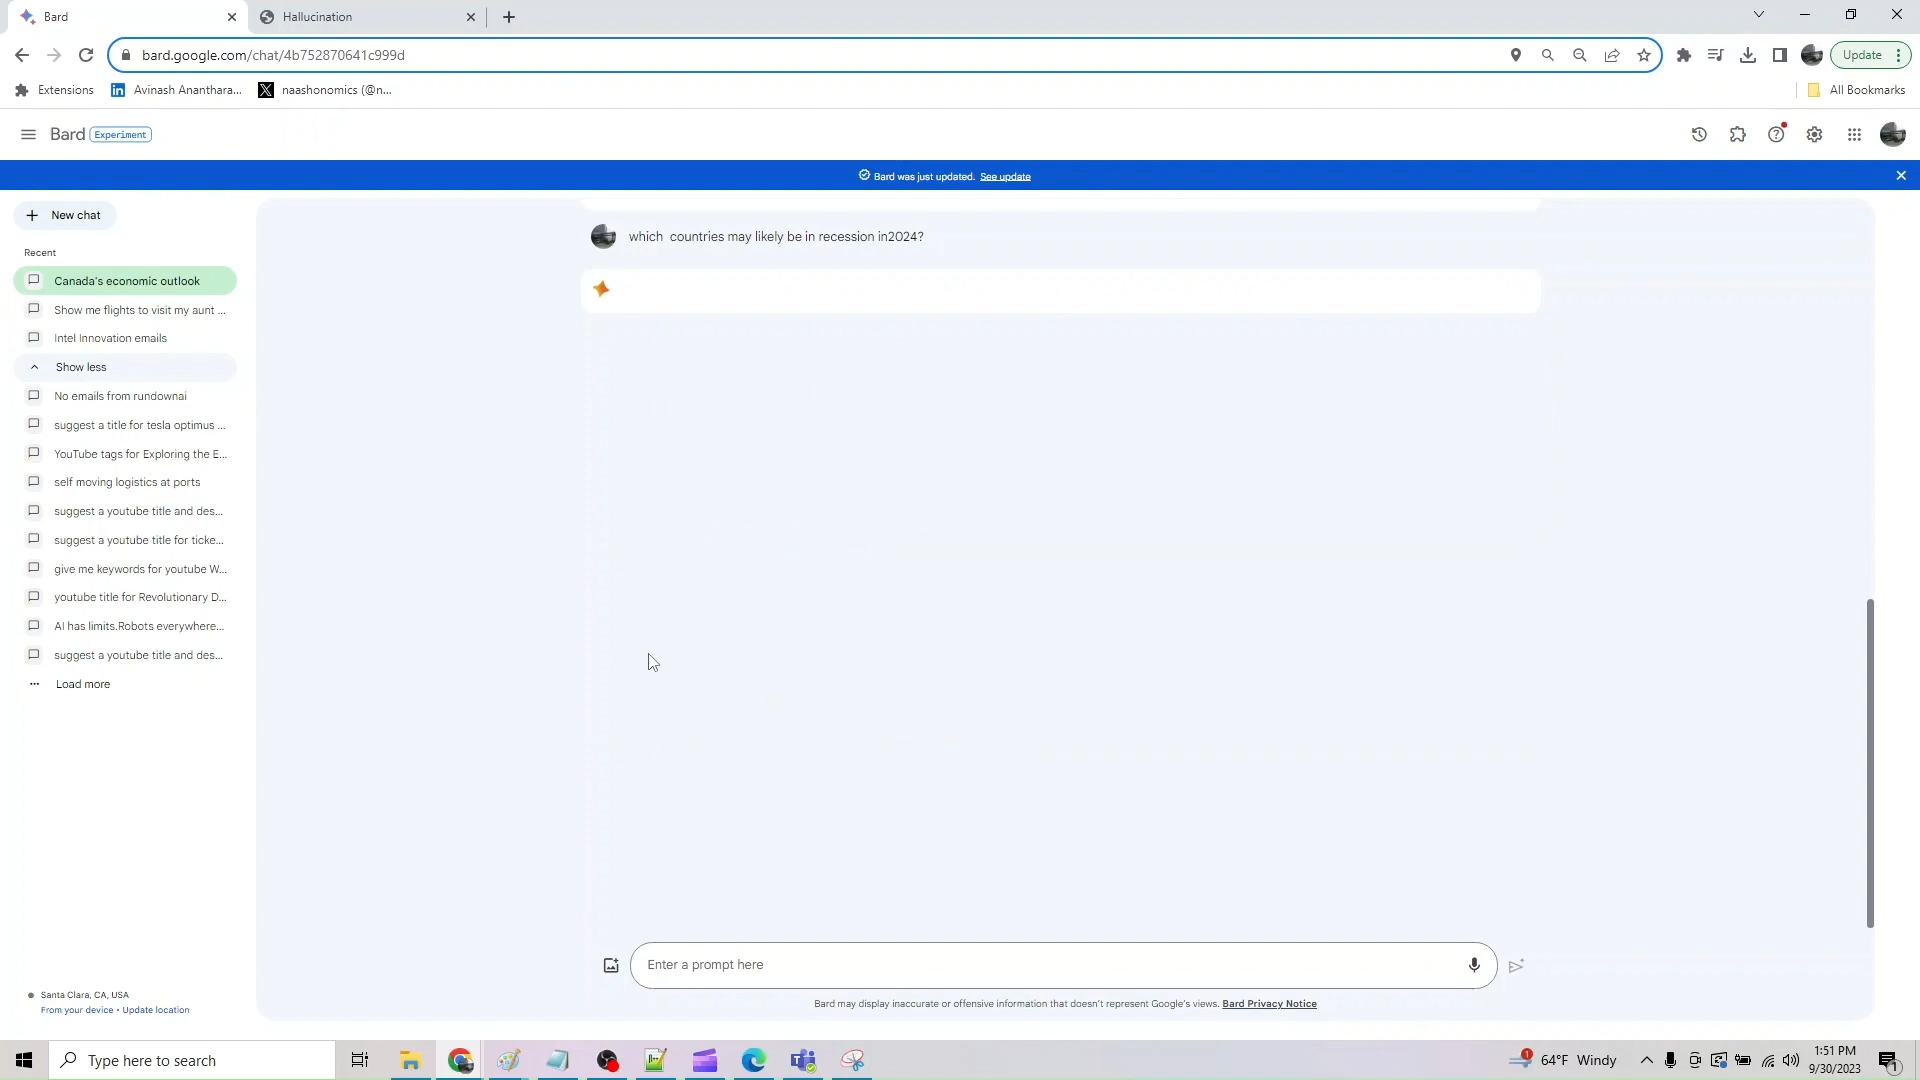 Bard
Hallucination
bard.google.com/chat/4b752870641c999d
Update
Extensions
Avinash Ananthara...
naashonomics (@n...
All Bookmarks
Bard Experiment
Bard was just updated. See update
New chat
Recent
Canada's economic outlook
Show me flights to visit my aunt ...
Intel Innovation emails
Show less
No emails from rundownai
suggest a title for tesla optimus ...
YouTube tags for Exploring the E...
self moving logistics at ports
suggest a youtube title and des...
suggest a youtube title for ticke...
give me keywords for youtube W...
youtube title for Revolutionary D...
AI has limits.Robots everywhere...
suggest a youtube title and des...
Load more
Santa Clara, CA, USA
From your device • Update location
which countries may likely be in recession in2024?
Enter a prompt here
Bard may display inaccurate or offensive information that doesn't represent Google's views. Bard Privacy Notice
Type here to search
1
64°F Windy
1:51 PM
9/30/2023
1